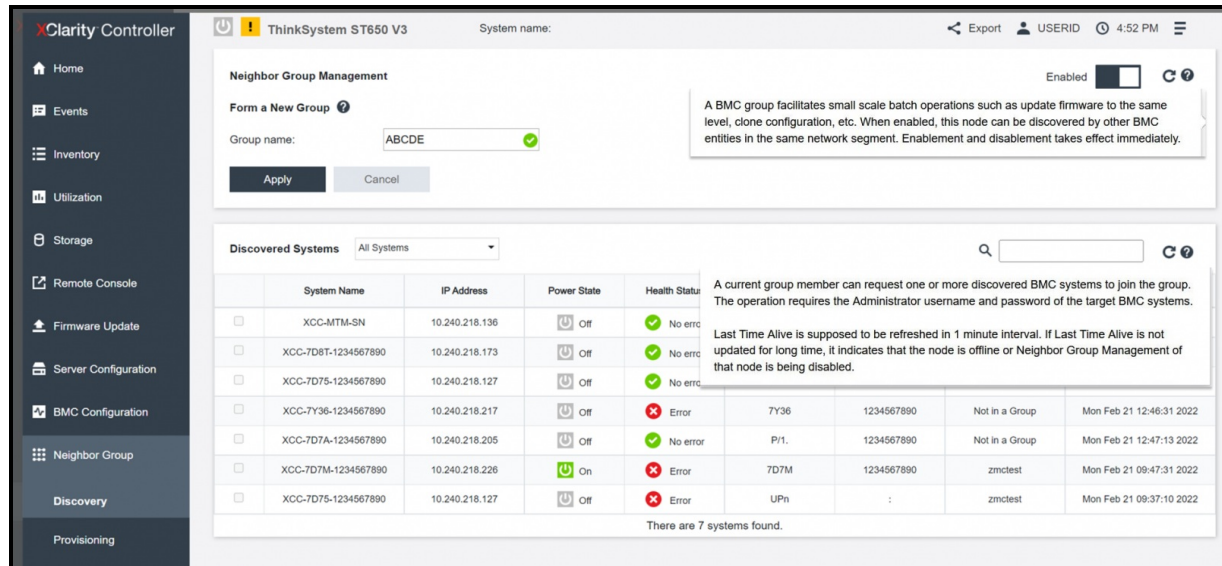 XClarity Controller
ThinkSystem ST650 V3 System name: Export USERID 4:52 PM
Home
Events
Inventory
Utilization
Storage
Remote Console
Firmware Update
Server Configuration
BMC Configuration
Neighbor Group
Discovery
Provisioning
Neighbor Group Management Enabled
Form a New Group
Group name: ABCDE
Apply Cancel
A BMC group facilitates small scale batch operations such as update firmware to the same
level, clone configuration, etc. When enabled, this node can be discovered by other BMC
entities in the same network segment. Enablement and disablement takes effect immediately.
Discovered Systems All Systems
System Name IP Address Power State Health Statu
XCC-MTM-SN 10.240.218.136 Off No erro
XCC-7D8T-1234567890 10.240.218.173 Off No erro
XCC-7D75-1234567890 10.240.218.127 Off No erro
XCC-7Y36-1234567890 10.240.218.217 Off Error 7Y36 1234567890 Not in a Group Mon Feb 21 12:46:31 2022
XCC-7D7A-1234567890 10.240.218.205 Off No error P/1. 1234567890 Not in a Group Mon Feb 21 12:47:13 2022
XCC-7D7M-1234567890 10.240.218.226 On Error 7D7M 1234567890 zmctest Mon Feb 21 09:47:31 2022
XCC-7D75-1234567890 10.240.218.127 Off Error UPn : zmctest Mon Feb 21 09:37:10 2022
There are 7 systems found.
A current group member can request one or more discovered BMC systems to join the group.
The operation requires the Administrator username and password of the target BMC systems.
Last Time Alive is supposed to be refreshed in 1 minute interval. If Last Time Alive is not
updated for long time, it indicates that the node is offline or Neighbor Group Management of
that node is being disabled.